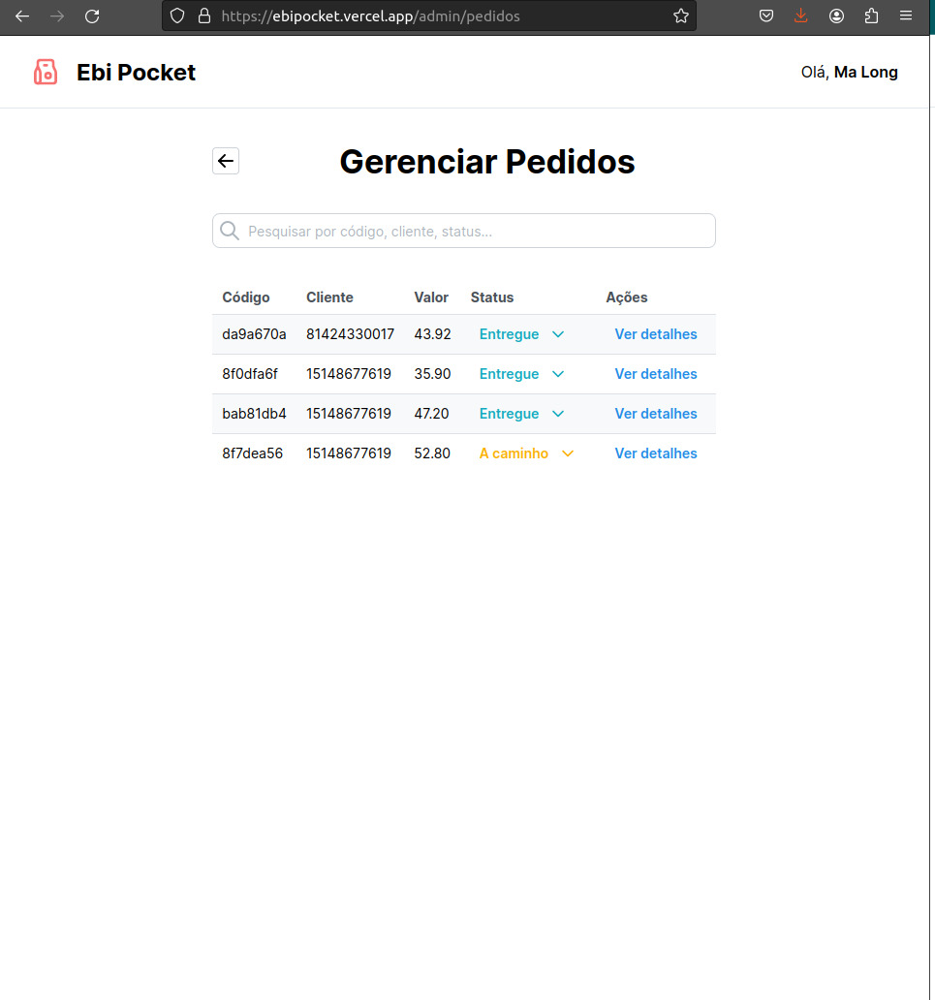 https://ebipocket.vercel.app/admin/pedidos
Ebi Pocket
Olá, Ma Long
Gerenciar Pedidos
Pesquisar por código, cliente, status...
Código Cliente Valor Status Ações
da9a670a 81424330017 43.92 Entregue Ver detalhes
8f0dfa6f 15148677619 35.90 Entregue Ver detalhes
bab81db4 15148677619 47.20 Entregue Ver detalhes
8f7dea56 15148677619 52.80 A caminho Ver detalhes